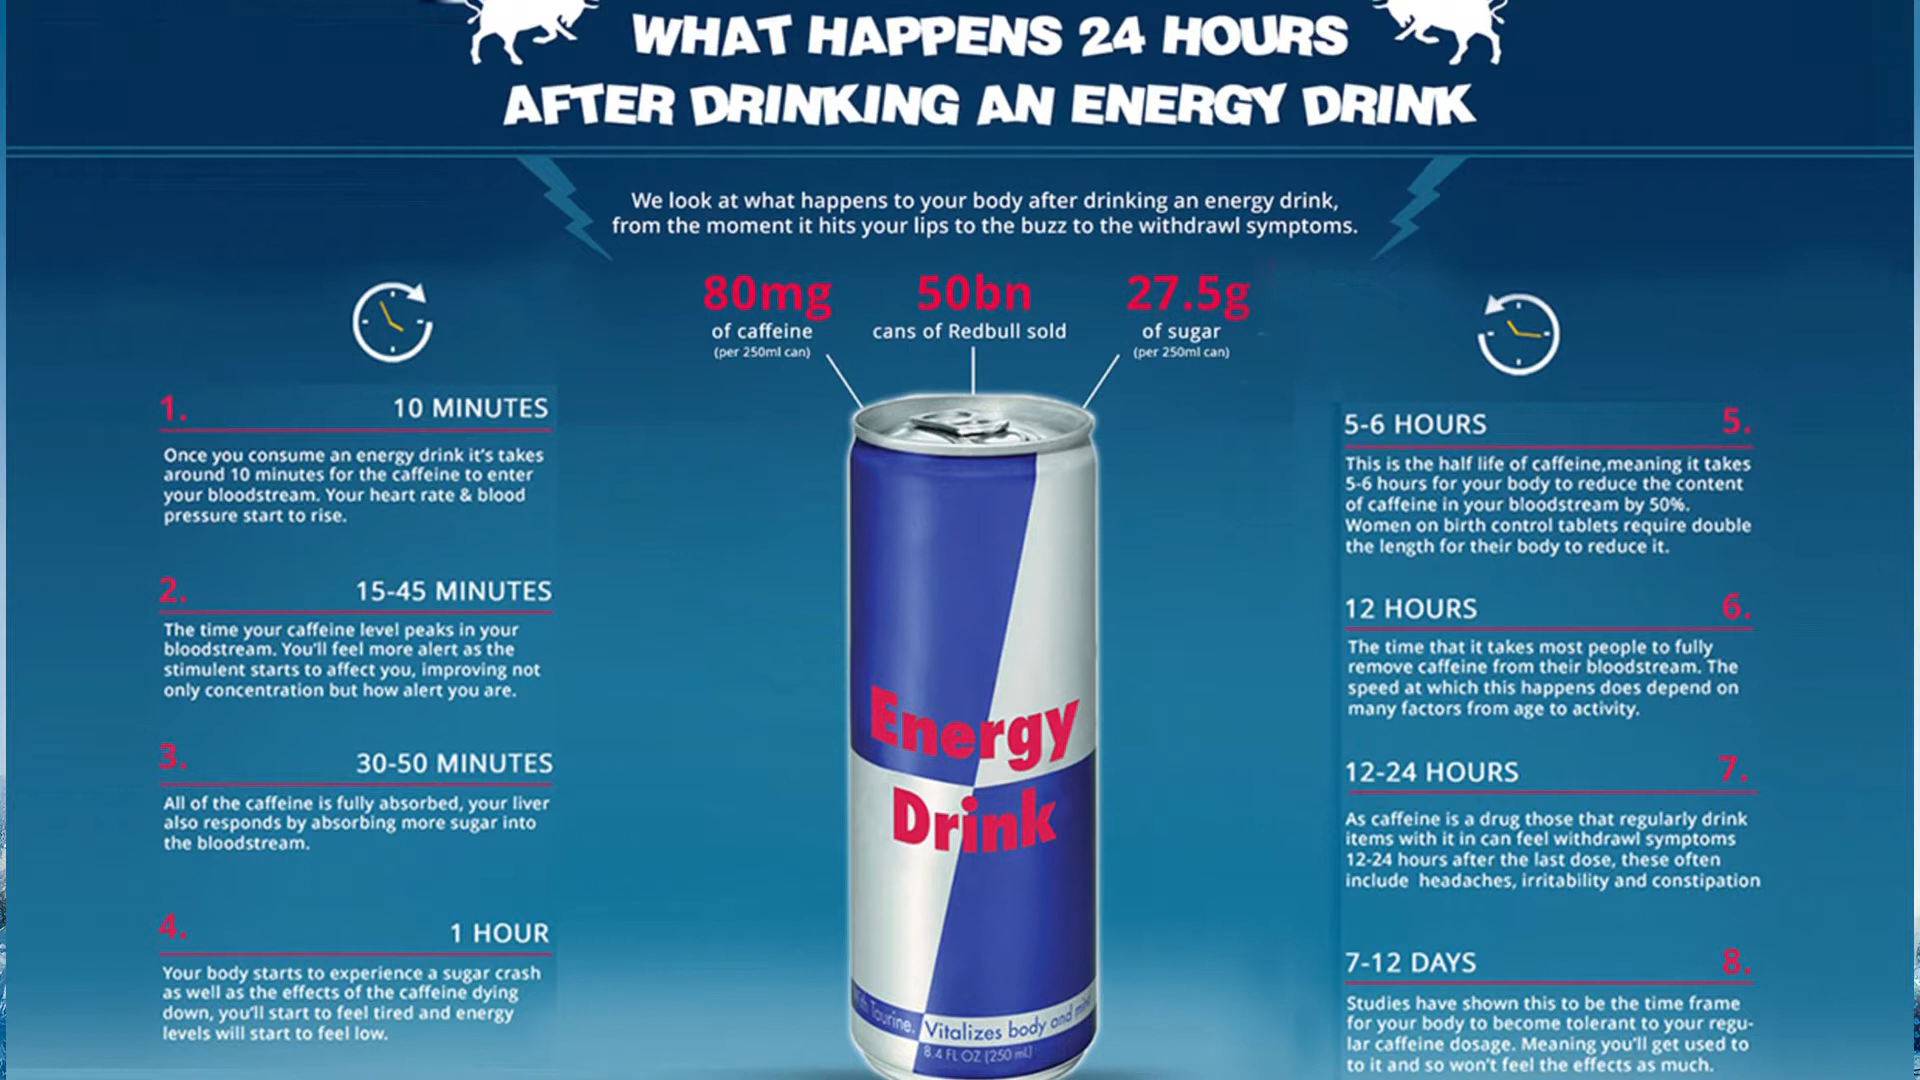 WHAT HAPPENS 24 HOURS
AFTER DRINKING AN ENERGY DRINK
We look at what happens to your body after drinking an energy drink,
from the moment it hits your lips to the buzz to the withdrawl symptoms.
80mg
of caffeine
(per 250ml can)
50bn
cans of Redbull sold
27.5g
of sugar
(per 250ml can)
1. 10 MINUTES
Once you consume an energy drink it's takes
around 10 minutes for the caffeine to enter
your bloodstream. Your heart rate & blood
pressure start to rise.
2. 15-45 MINUTES
The time your caffeine level peaks in your
bloodstream. You'll feel more alert as the
stimulent starts to affect you, improving not
only concentration but how alert you are.
3. 30-50 MINUTES
All of the caffeine is fully absorbed, your liver
also responds by absorbing more sugar into
the bloodstream.
4. 1 HOUR
Your body starts to experience a sugar crash
as well as the effects of the caffeine dying
down, you'll start to feel tired and energy
levels will start to feel low.
Energy
Drink
Taurine. Vitalizes body and mind
8.4 FL OZ (250 ml)
5-6 HOURS 5.
This is the half life of caffeine,meaning it takes
5-6 hours for your body to reduce the content
of caffeine in your bloodstream by 50%.
Women on birth control tablets require double
the length for their body to reduce it.
12 HOURS 6.
The time that it takes most people to fully
remove caffeine from their bloodstream. The
speed at which this happens does depend on
many factors from age to activity.
12-24 HOURS 7.
As caffeine is a drug those that regularly drink
items with it in can feel withdrawl symptoms
12-24 hours after the last dose, these often
include headaches, irritability and constipation
7-12 DAYS 8.
Studies have shown this to be the time frame
for your body to become tolerant to your regu-
lar caffeine dosage. Meaning you'll get used to
to it and so won't feel the effects as much.